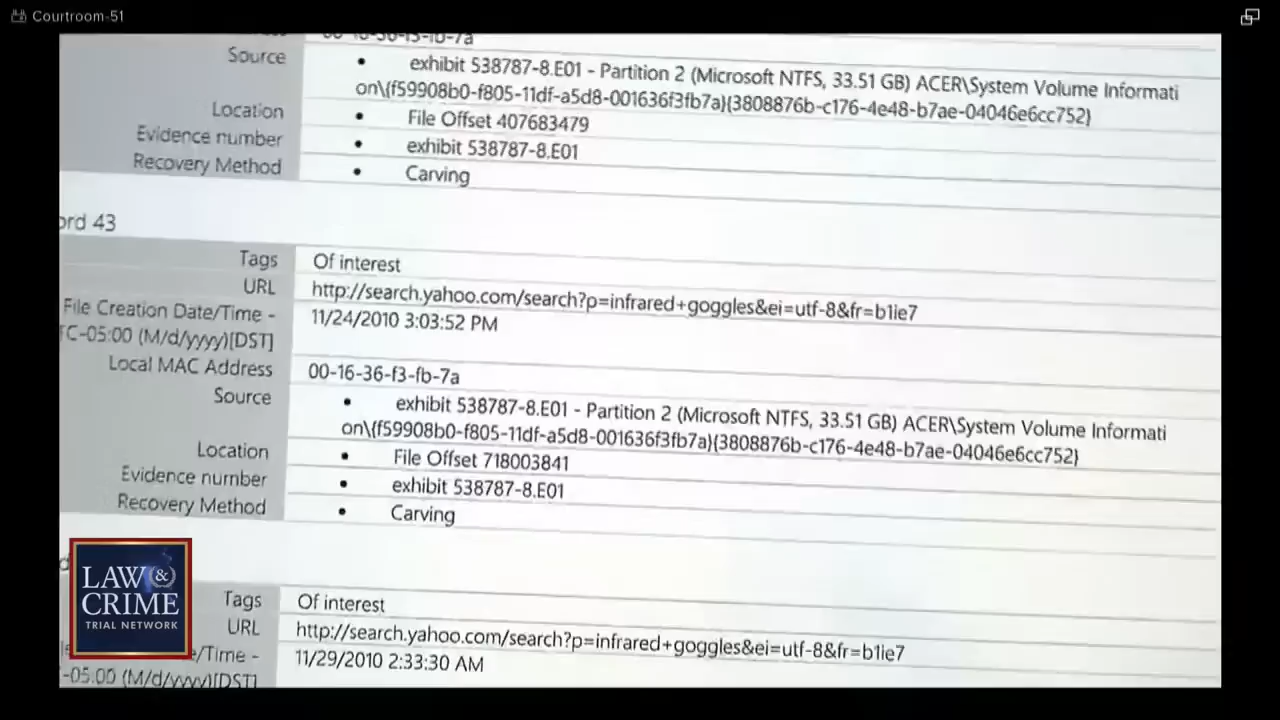 Courtroom-51
00-16-36-f3-fb-7a
Source
• exhibit 538787-8.E01 - Partition 2 (Microsoft NTFS, 33.51 GB) ACER\System Volume Informati
on\{f59908b0-f805-11df-a5d8-001636f3fb7a}{3808876b-c176-4e48-b7ae-04046e6cc752}
Location
• File Offset 407683479
Evidence number
• exhibit 538787-8.E01
Recovery Method
• Carving
ord 43
Tags
Of interest
URL
http://search.yahoo.com/search?p=infrared+goggles&ei=utf-8&fr=b1ie7
File Creation Date/Time -
TC-05:00 (M/d/yyyy)[DST]
11/24/2010 3:03:52 PM
Local MAC Address
00-16-36-f3-fb-7a
Source
• exhibit 538787-8.E01 - Partition 2 (Microsoft NTFS, 33.51 GB) ACER\System Volume Informati
on\{f59908b0-f805-11df-a5d8-001636f3fb7a}{3808876b-c176-4e48-b7ae-04046e6cc752}
Location
• File Offset 718003841
Evidence number
• exhibit 538787-8.E01
Recovery Method
• Carving
Tags
Of interest
URL
http://search.yahoo.com/search?p=infrared+goggles&ei=utf-8&fr=b1ie7
e/Time -
-05:00 (M/d/yyyy)[DST]
11/29/2010 2:33:30 AM
LAW &
CRIME
TRIAL NETWORK